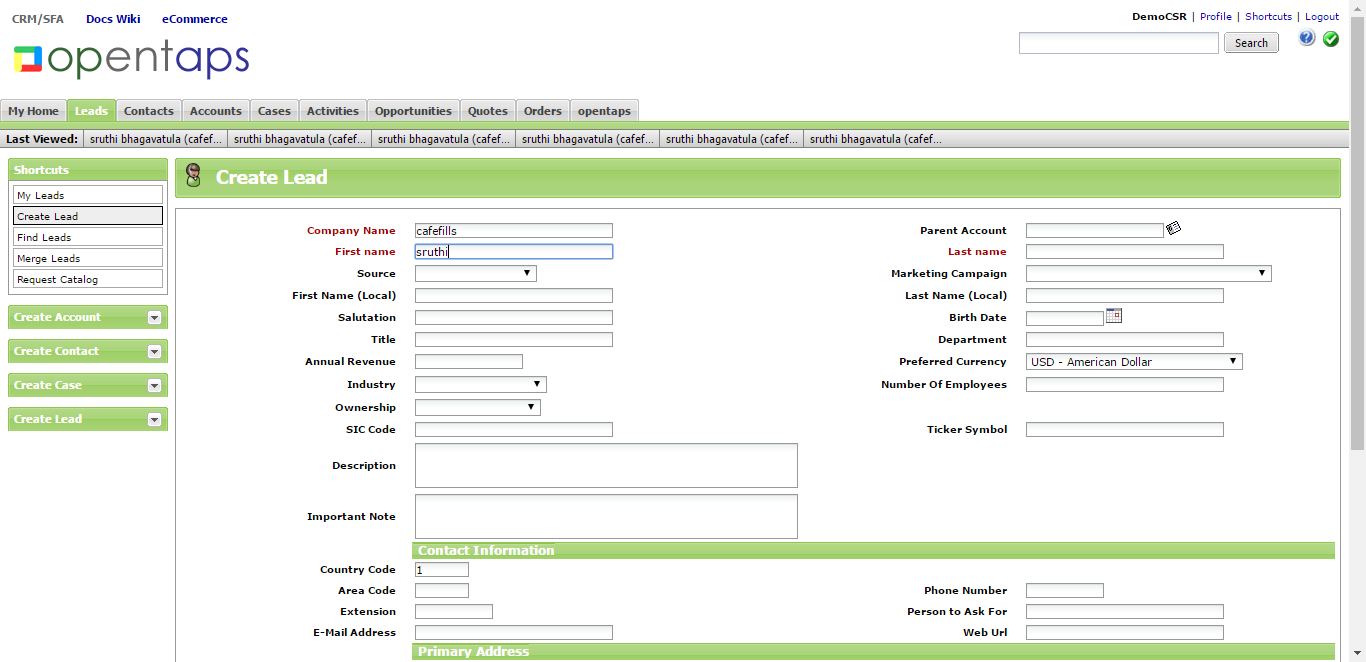 CRM/SFA Docs Wiki eCommerce
DemoCSR | Profile | Shortcuts | Logout
opentaps
Search
My Home Leads Contacts Accounts Cases Activities Opportunities Quotes Orders opentaps
Last Viewed: sruthi bhagavatula (cafef... sruthi bhagavatula (cafef... sruthi bhagavatula (cafef... sruthi bhagavatula (cafef... sruthi bhagavatula (cafef... sruthi bhagavatula (cafef...
Shortcuts
My Leads
Create Lead
Find Leads
Merge Leads
Request Catalog
Create Account
Create Contact
Create Case
Create Lead
Create Lead
Company Name cafefills Parent Account
First name sruthi Last name
Source Marketing Campaign
First Name (Local) Last Name (Local)
Salutation Birth Date
Title Department
Annual Revenue Preferred Currency USD - American Dollar
Industry Number Of Employees
Ownership
SIC Code Ticker Symbol
Description
Important Note
Contact Information
Country Code 1
Area Code Phone Number
Extension Person to Ask For
E-Mail Address Web Url
Primary Address